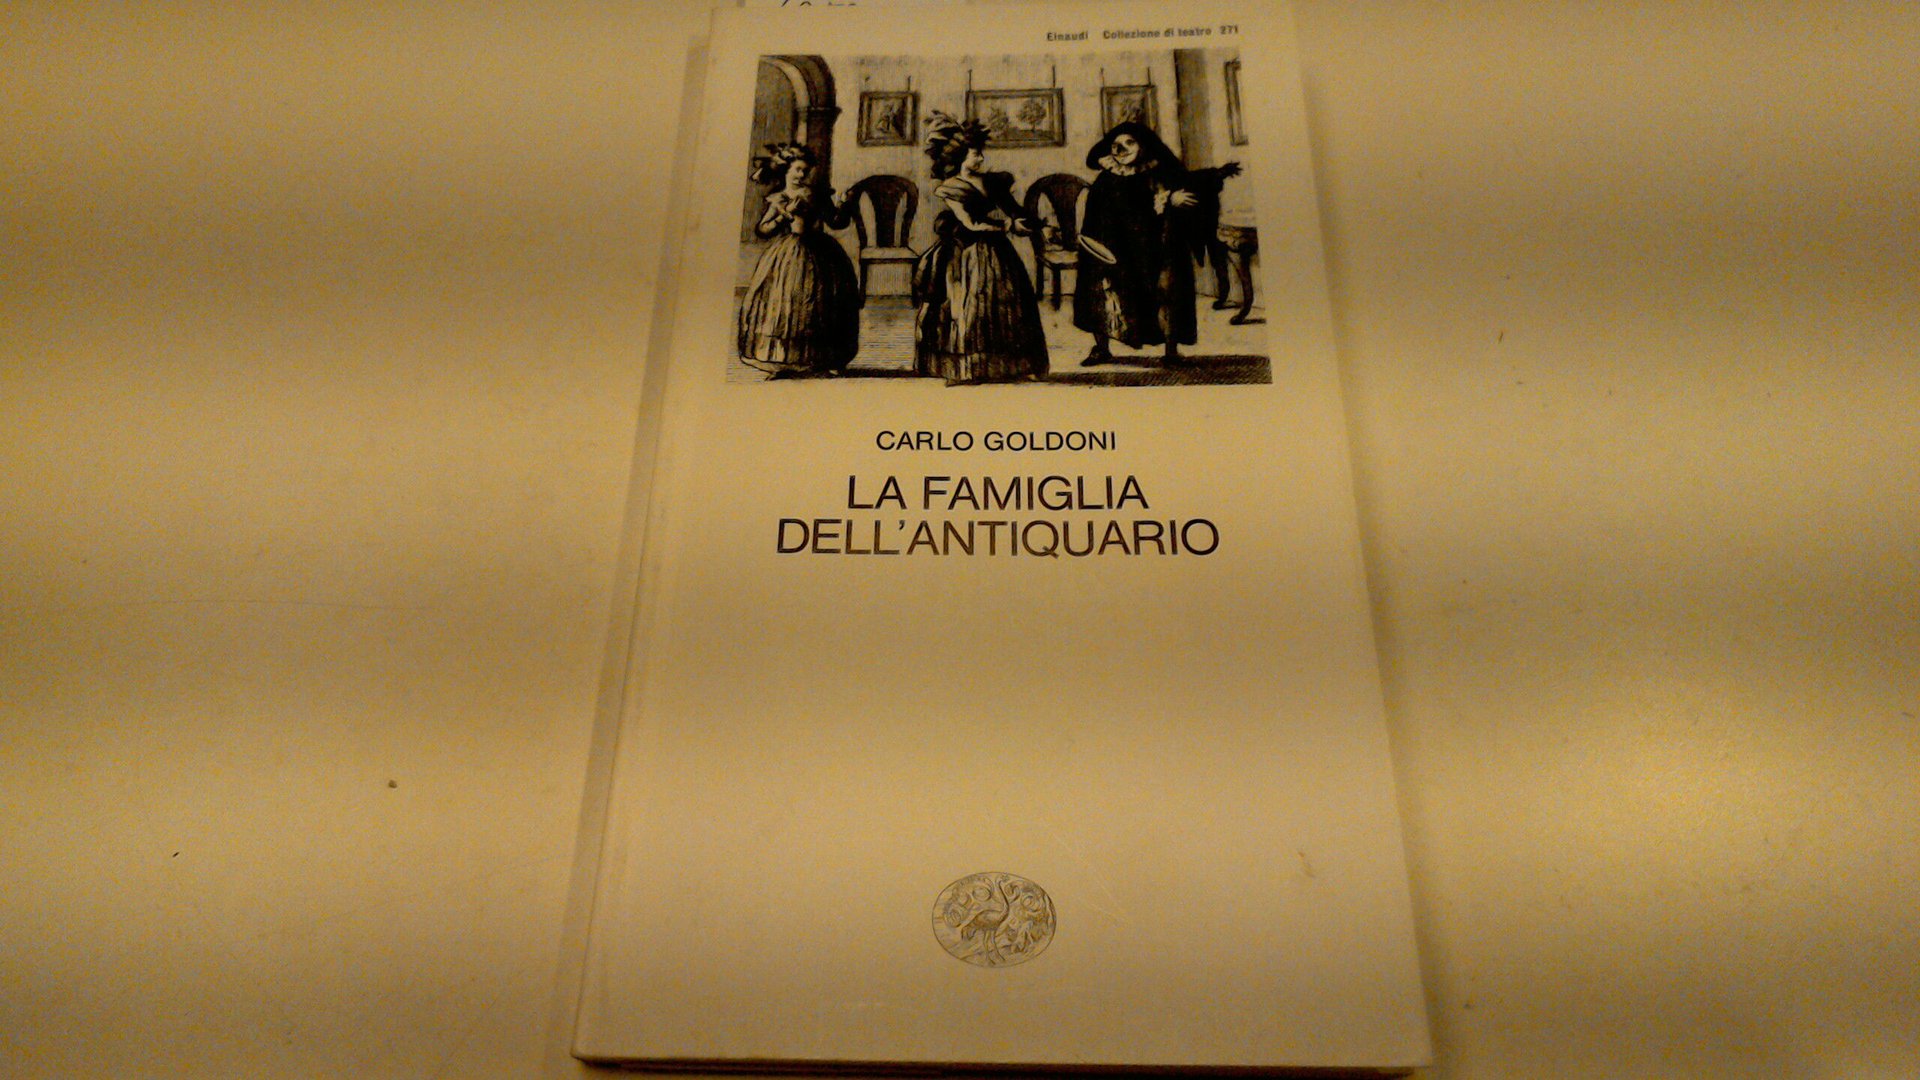 Einaudi Collezione di teatro 271
CARLO GOLDONI
LA FAMIGLIA
DELL'ANTIQUARIO